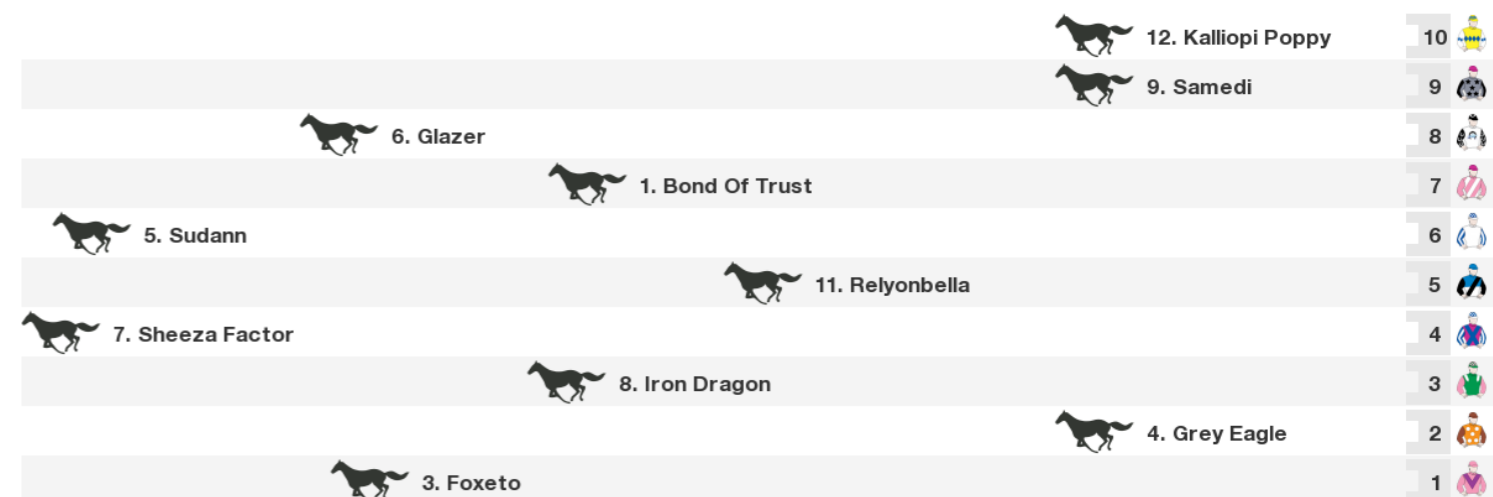 12. Kalliopi Poppy 10
9. Samedi 9
6. Glazer 8
1. Bond Of Trust 7
5. Sudann 6
11. Relyonbella 5
7. Sheeza Factor 4
8. Iron Dragon 3
4. Grey Eagle 2
3. Foxeto 1